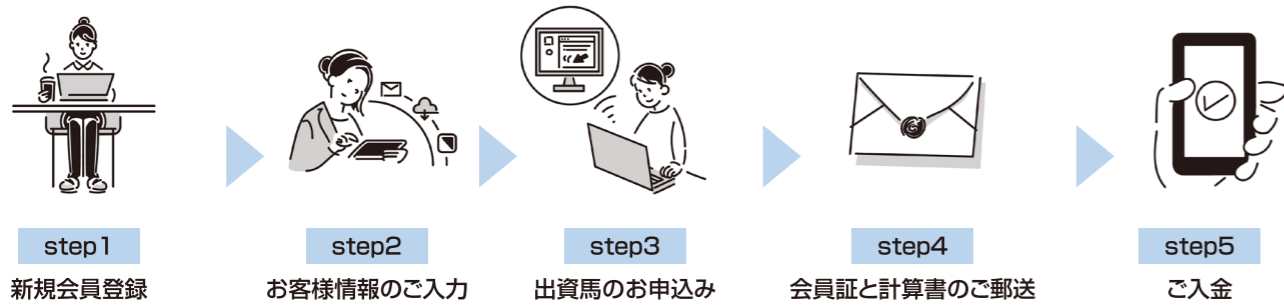 step1
新規会員登録
step2
お客様情報のご入力
step3
出資馬のお申込み
step4
会員証と計算書のご郵送
step5
ご入金